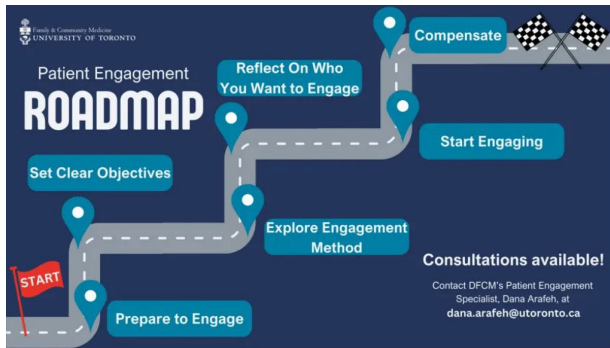 Family & Community Medicine
UNIVERSITY OF TORONTO
Patient Engagement
ROADMAP
START
Prepare to Engage
Set Clear Objectives
Explore Engagement
Method
Reflect On Who
You Want to Engage
Start Engaging
Compensate
Consultations available!
Contact DFCM's Patient Engagement
Specialist, Dana Arafeh, at
dana.arafeh@utoronto.ca